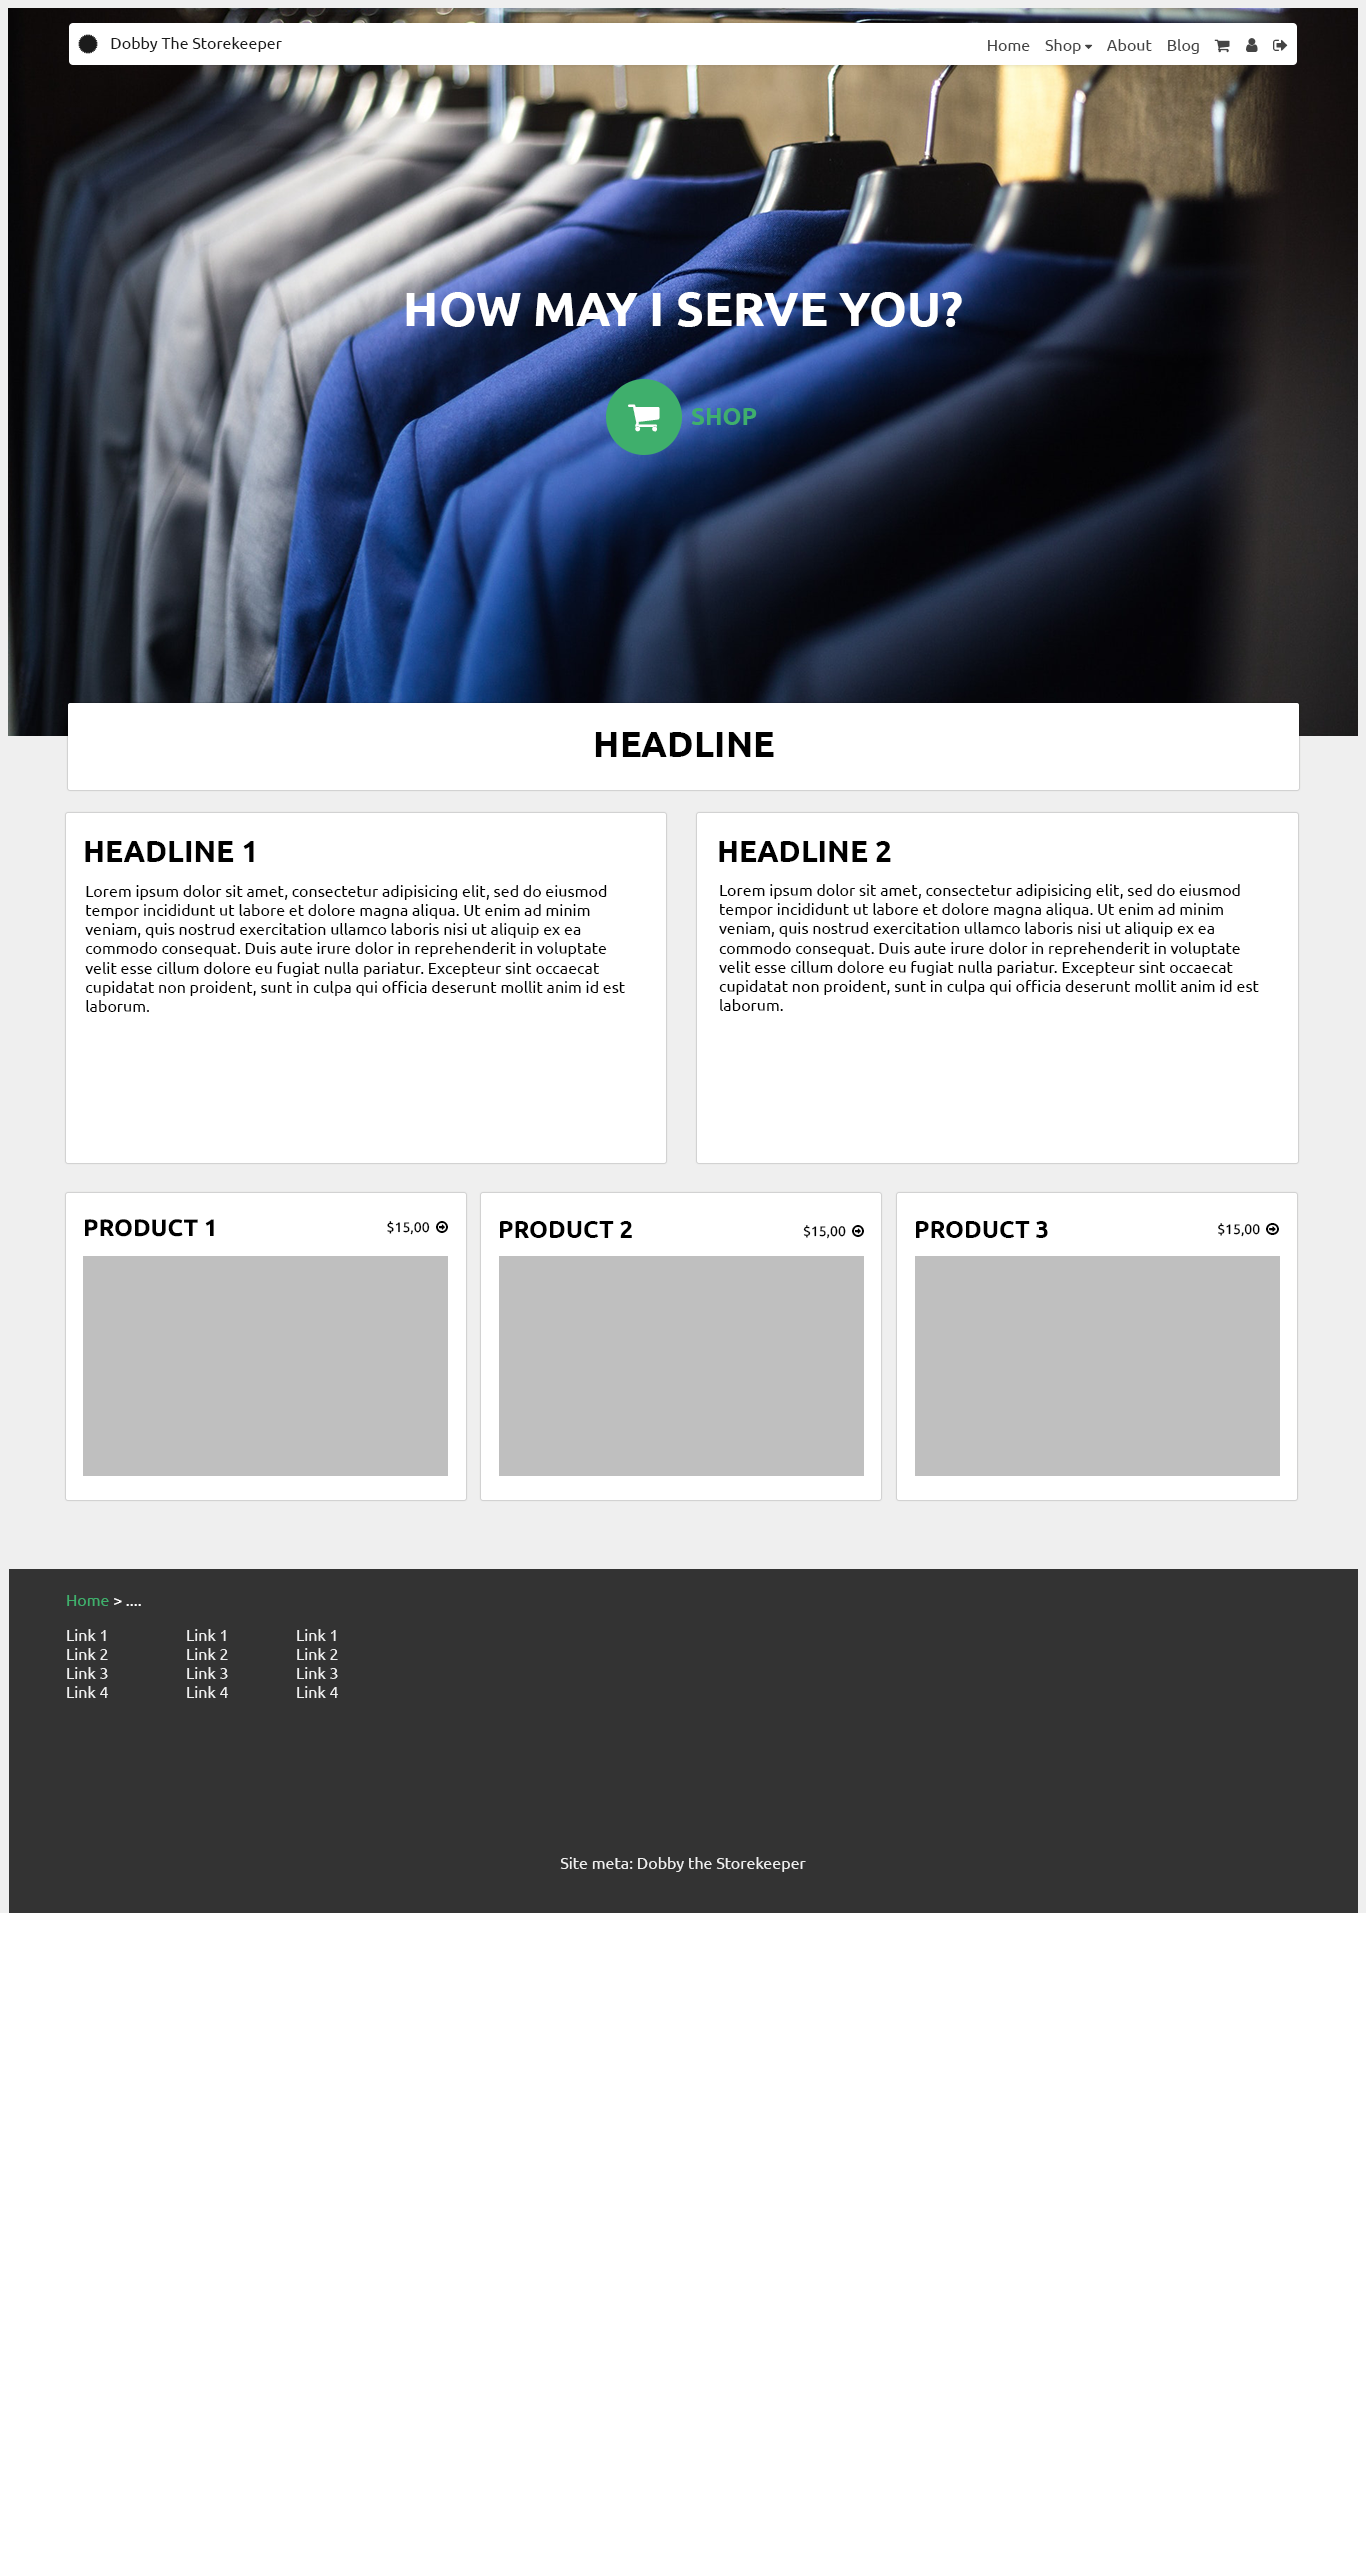 Dobby The Storekeeper
Home Shop About Blog
HOW MAY I SERVE YOU?
SHOP
HEADLINE
HEADLINE 1
Lorem ipsum dolor sit amet, consectetur adipisicing elit, sed do eiusmod
tempor incididunt ut labore et dolore magna aliqua. Ut enim ad minim
veniam, quis nostrud exercitation ullamco laboris nisi ut aliquip ex ea
commodo consequat. Duis aute irure dolor in reprehenderit in voluptate
velit esse cillum dolore eu fugiat nulla pariatur. Excepteur sint occaecat
cupidatat non proident, sunt in culpa qui officia deserunt mollit anim id est
laborum.
HEADLINE 2
Lorem ipsum dolor sit amet, consectetur adipisicing elit, sed do eiusmod
tempor incididunt ut labore et dolore magna aliqua. Ut enim ad minim
veniam, quis nostrud exercitation ullamco laboris nisi ut aliquip ex ea
commodo consequat. Duis aute irure dolor in reprehenderit in voluptate
velit esse cillum dolore eu fugiat nulla pariatur. Excepteur sint occaecat
cupidatat non proident, sunt in culpa qui officia deserunt mollit anim id est
laborum.
PRODUCT 1
$15,00
PRODUCT 2
$15,00
PRODUCT 3
$15,00
Home > ....
Link 1
Link 2
Link 3
Link 4
Link 1
Link 2
Link 3
Link 4
Link 1
Link 2
Link 3
Link 4
Site meta: Dobby the Storekeeper